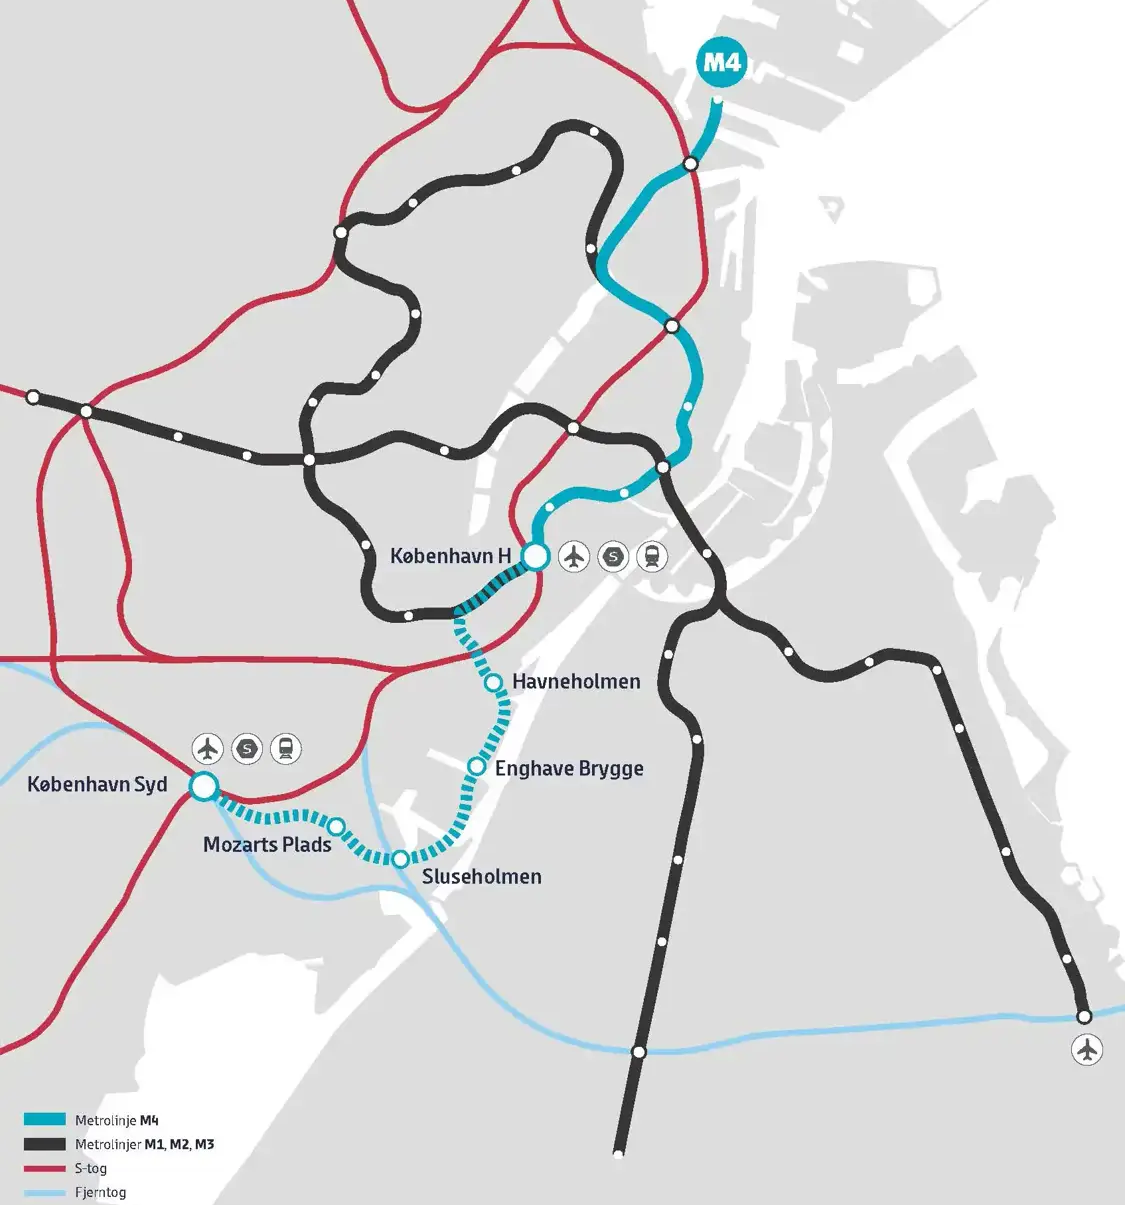 M4
København H
S
Havneholmen
S
Enghave Brygge
København Syd
Mozarts Plads
Sluseholmen
Metrolinje M4
Metrolinjer M1, M2, M3
S-tog
Fjerntog